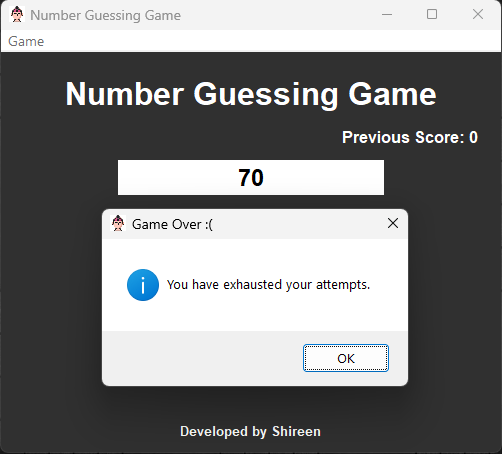 Number Guessing Game
Game
Number Guessing Game
Previous Score: 0
70
Game Over :(
You have exhausted your attempts.
OK
Developed by Shireen